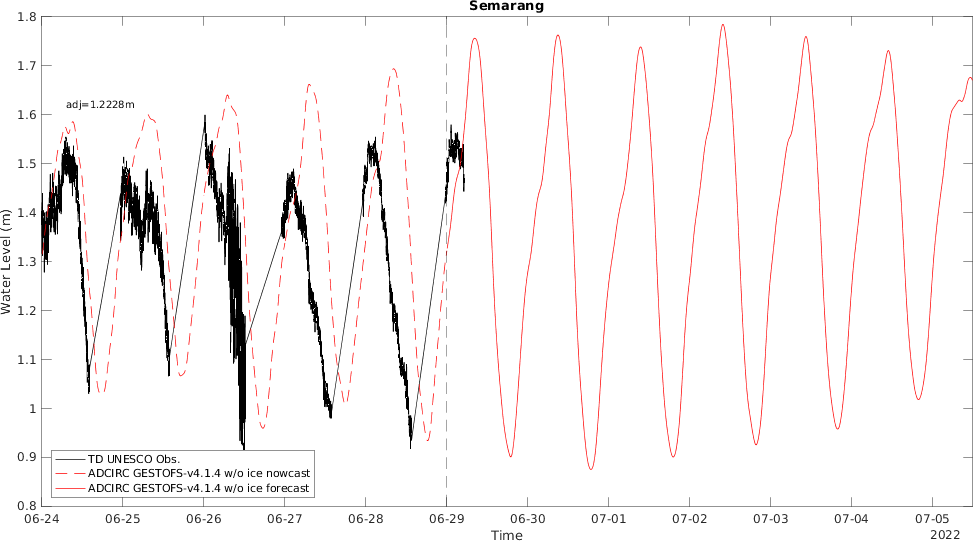 Semarang
1.8
1.7
1.6
1.5
1.4
1.3
1.2
1.1
1
0.9
0.8
Water Level (m)
adj=1.2228m
TD UNESCO Obs.
ADCIRC GESTOFS-v4.1.4 w/o ice nowcast
ADCIRC GESTOFS-v4.1.4 w/o ice forecast
06-24 06-25 06-26 06-27 06-28 06-29 06-30 07-01 07-02 07-03 07-04 07-05
Time
2022